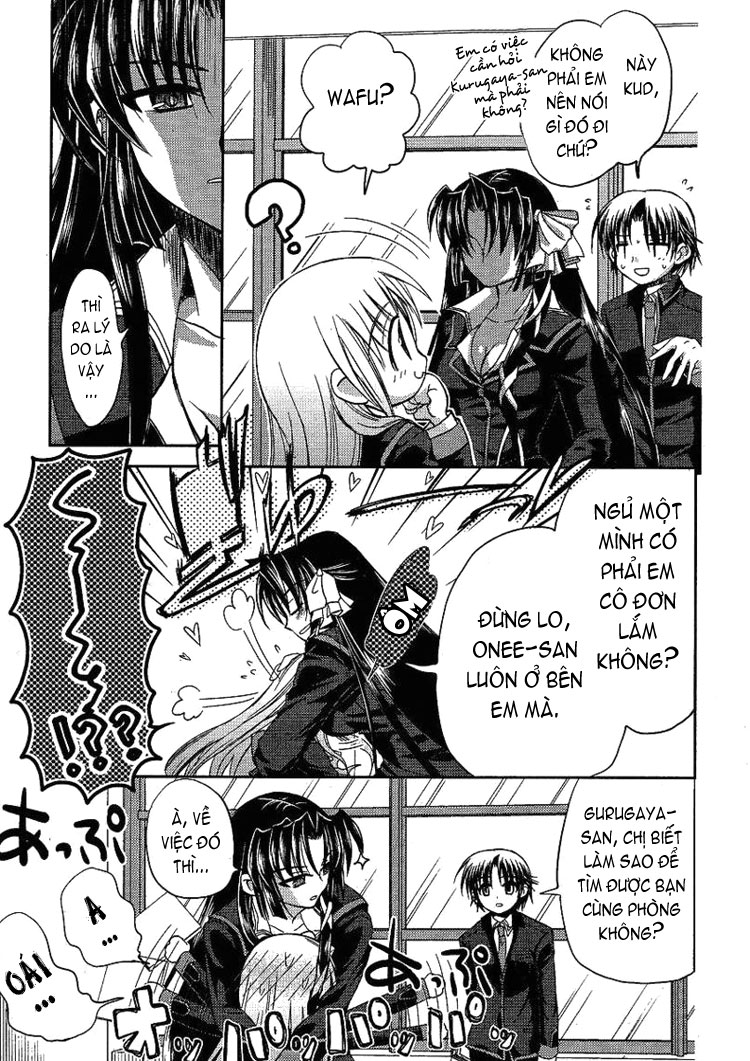 NÀY
KUD,
KHÔNG
PHẢI EM
NÊN NÓI
GÌ ĐÓ ĐI
CHỨ?
Em có việc
cần hỏi
Kurugaya-san
mà phải
không?
WAFU?
?
THÌ
RA LÝ
DO LÀ
VẬY
...
NGỦ MỘT
MÌNH CÓ
PHẢI EM
CÔ ĐƠN
LẮM
KHÔNG?
ĐỪNG LO,
ONEE-SAN
LUÔN Ở BÊN
EM MÀ.
ÔM
!??
GURUGAYA-
SAN, CHỊ BIẾT
LÀM SAO ĐỂ
TÌM ĐƯỢC BẠN
CÙNG PHÒNG
KHÔNG?
À, VỀ
VIỆC ĐÓ
THÌ...
あっぷ
A
...
OÁI
...
あっぷ